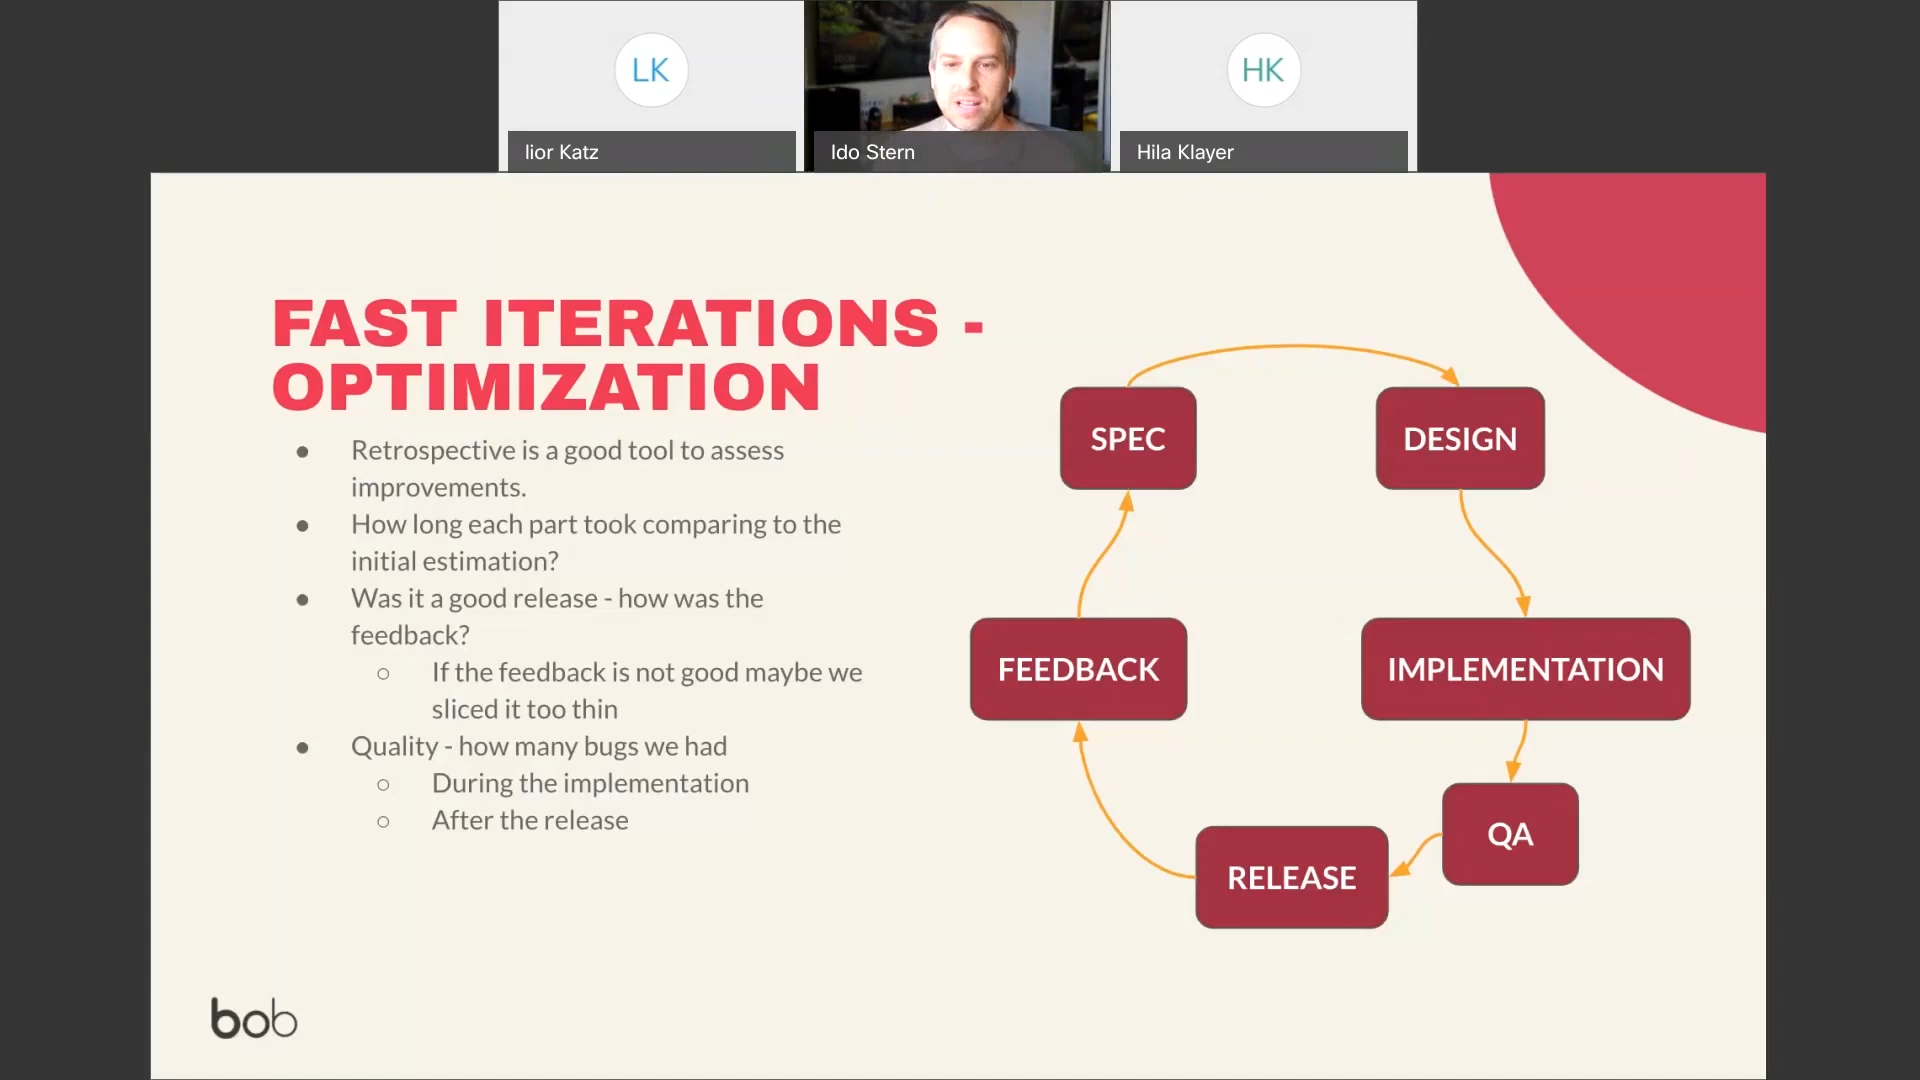 LK
HK
lior Katz
Ido Stern
Hila Klayer
FAST ITERATIONS -
OPTIMIZATION
● Retrospective is a good tool to assess
improvements.
● How long each part took comparing to the
initial estimation?
● Was it a good release - how was the
feedback?
○ If the feedback is not good maybe we
sliced it too thin
● Quality - how many bugs we had
○ During the implementation
○ After the release
SPEC
DESIGN
FEEDBACK
IMPLEMENTATION
QA
RELEASE
bob